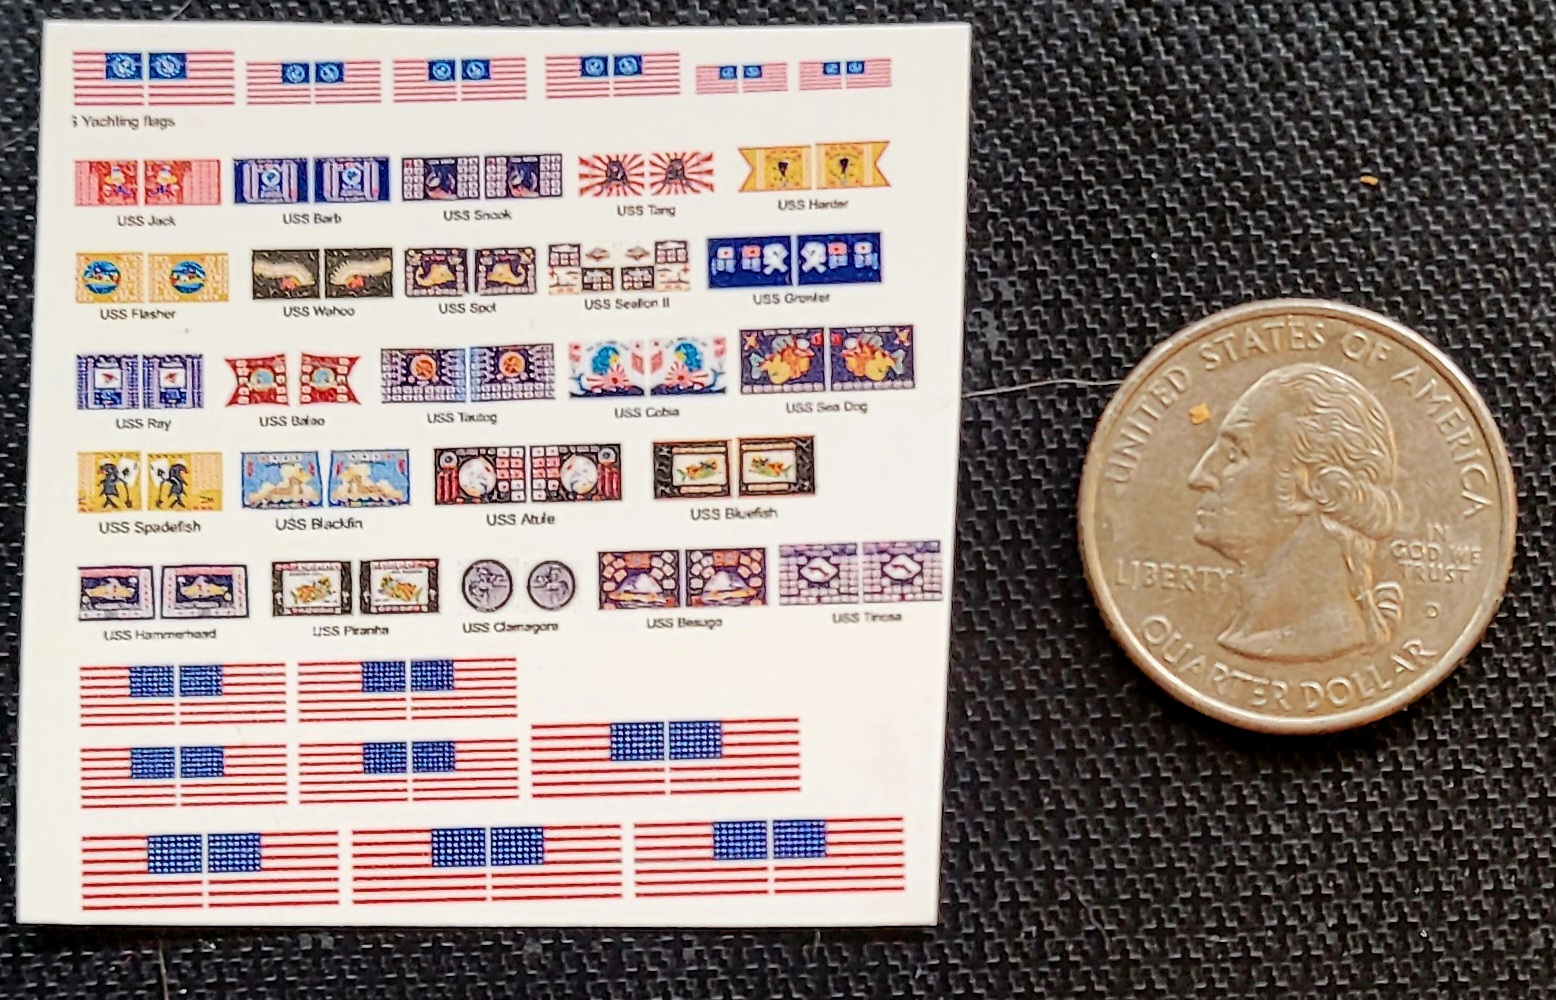 Yachting flags
USS Jack USS Barb USS Snook USS Tang USS Harder
USS Flasher USS Wahoo USS Spot USS Sealion II USS Growler
USS Ray USS Balao USS Tautog USS Cobia USS Sea Dog
USS Spadefish USS Blackfin USS Atule USS Bluefish
USS Hammerhead USS Piranha USS Clamagore USS Besugo USS Tinosa
UNITED STATES OF AMERICA
LIBERTY
IN
GOD WE
TRUST
D
QUARTER DOLLAR